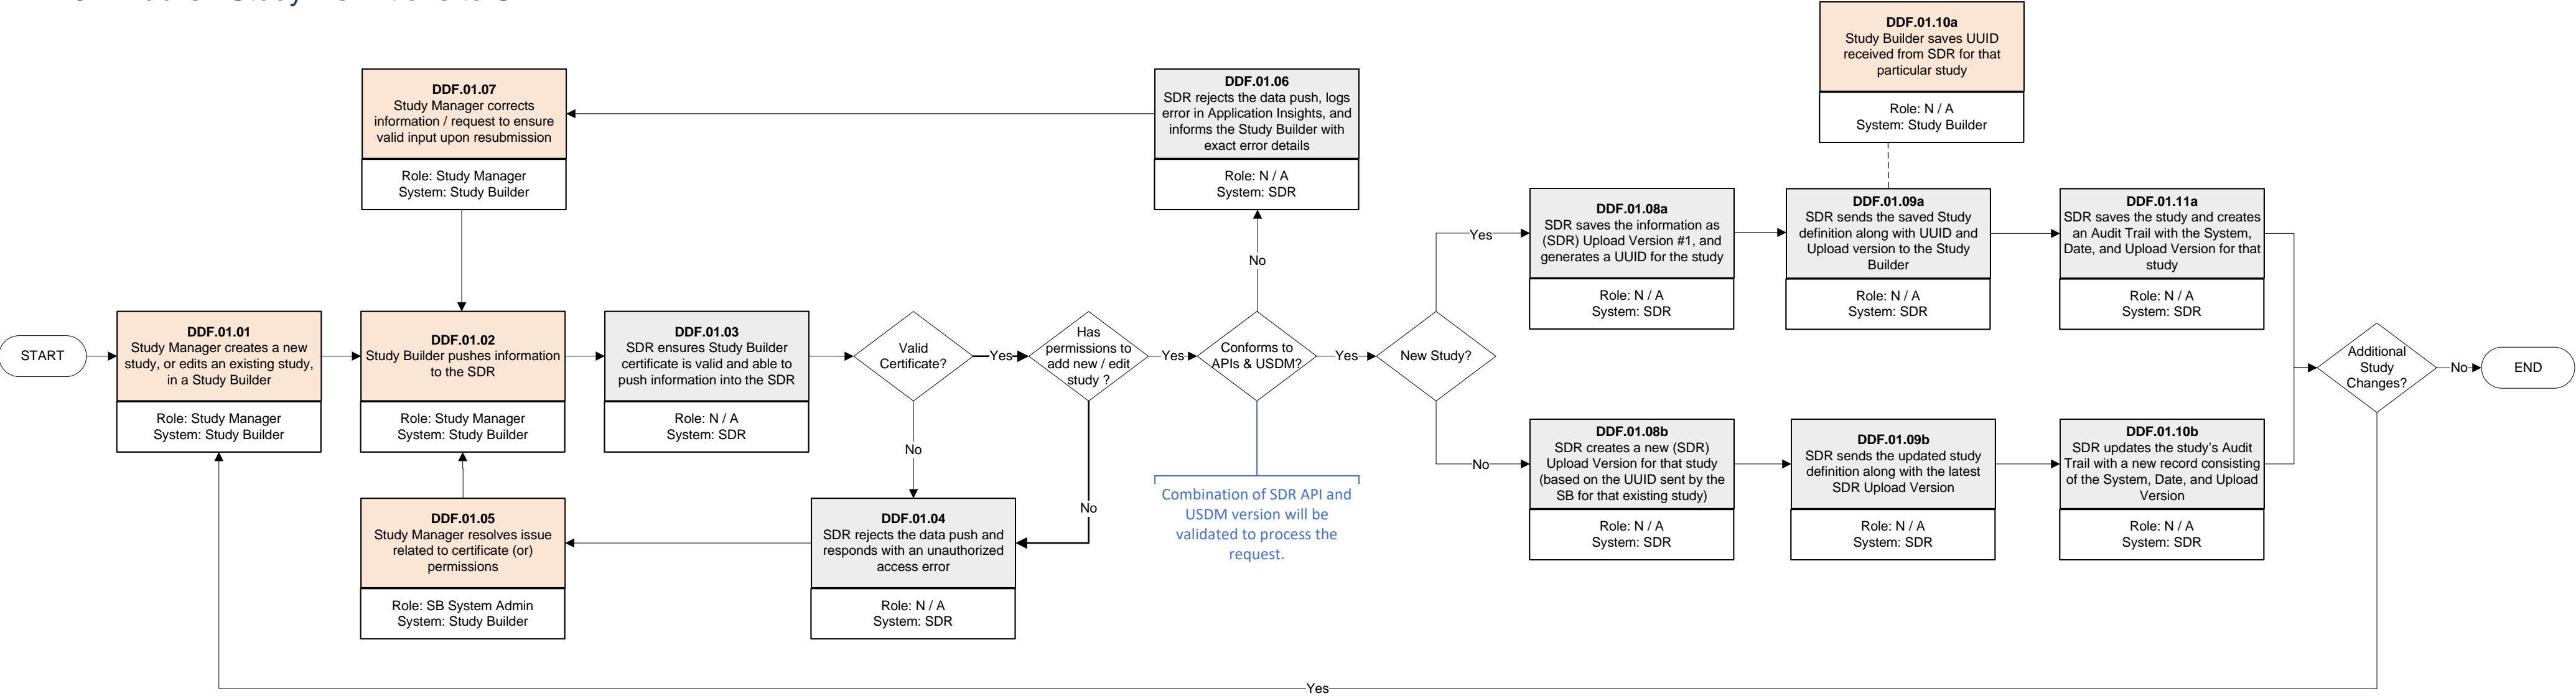 DDF.01.10a
Study Builder saves UUID
received from SDR for that
particular study
Role: N / A
System: Study Builder
DDF.01.07
Study Manager corrects
information / request to ensure
valid input upon resubmission
Role: Study Manager
System: Study Builder
DDF.01.06
SDR rejects the data push, logs
error in Application Insights, and
informs the Study Builder with
exact error details
Role: N / A
System: SDR
No
Yes
DDF.01.08a
SDR saves the information as
(SDR) Upload Version #1, and
generates a UUID for the study
Role: N / A
System: SDR
DDF.01.09a
SDR sends the saved Study
definition along with UUID and
Upload version to the Study
Builder
Role: N / A
System: SDR
DDF.01.11a
SDR saves the study and creates
an Audit Trail with the System,
Date, and Upload Version for that
study
Role: N / A
System: SDR
START
DDF.01.01
Study Manager creates a new
study, or edits an existing study,
in a Study Builder
Role: Study Manager
System: Study Builder
DDF.01.02
Study Builder pushes information
to the SDR
Role: Study Manager
System: Study Builder
DDF.01.03
SDR ensures Study Builder
certificate is valid and able to
push information into the SDR
Role: N / A
System: SDR
Valid
Certificate?
Yes
Has
permissions to
add new / edit
study ?
Yes
Conforms to
APIs & USDM?
Yes
New Study?
Additional
Study
Changes?
No
END
No
No
No
DDF.01.08b
SDR creates a new (SDR)
Upload Version for that study
(based on the UUID sent by the
SB for that existing study)
Role: N / A
System: SDR
DDF.01.09b
SDR sends the updated study
definition along with the latest
SDR Upload Version
Role: N / A
System: SDR
DDF.01.10b
SDR updates the study's Audit
Trail with a new record consisting
of the System, Date, and Upload
Version
Role: N / A
System: SDR
DDF.01.05
Study Manager resolves issue
related to certificate (or)
permissions
Role: SB System Admin
System: Study Builder
DDF.01.04
SDR rejects the data push and
responds with an unauthorized
access error
Role: N / A
System: SDR
Combination of SDR API and
USDM version will be
validated to process the
request.
Yes